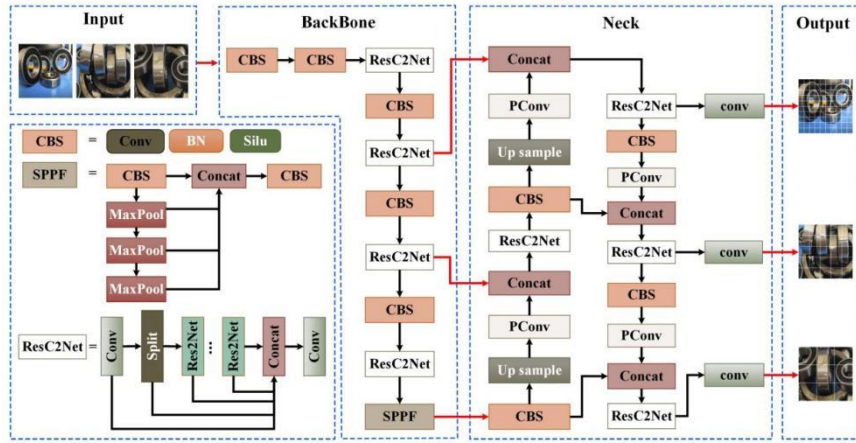 Input
BackBone
Neck
Output
CBS
CBS
ResC2Net
CBS
ResC2Net
CBS
ResC2Net
CBS
ResC2Net
SPPF
CBS = Conv BN Silu
SPPF = CBS Concat CBS
MaxPool
MaxPool
MaxPool
ResC2Net = Conv Split Res2Net ... Res2Net Concat Conv
Concat
PConv
Up sample
CBS
ResC2Net
Concat
PConv
Up sample
CBS
ResC2Net
CBS
PConv
Concat
ResC2Net
CBS
PConv
Concat
ResC2Net
conv
conv
conv